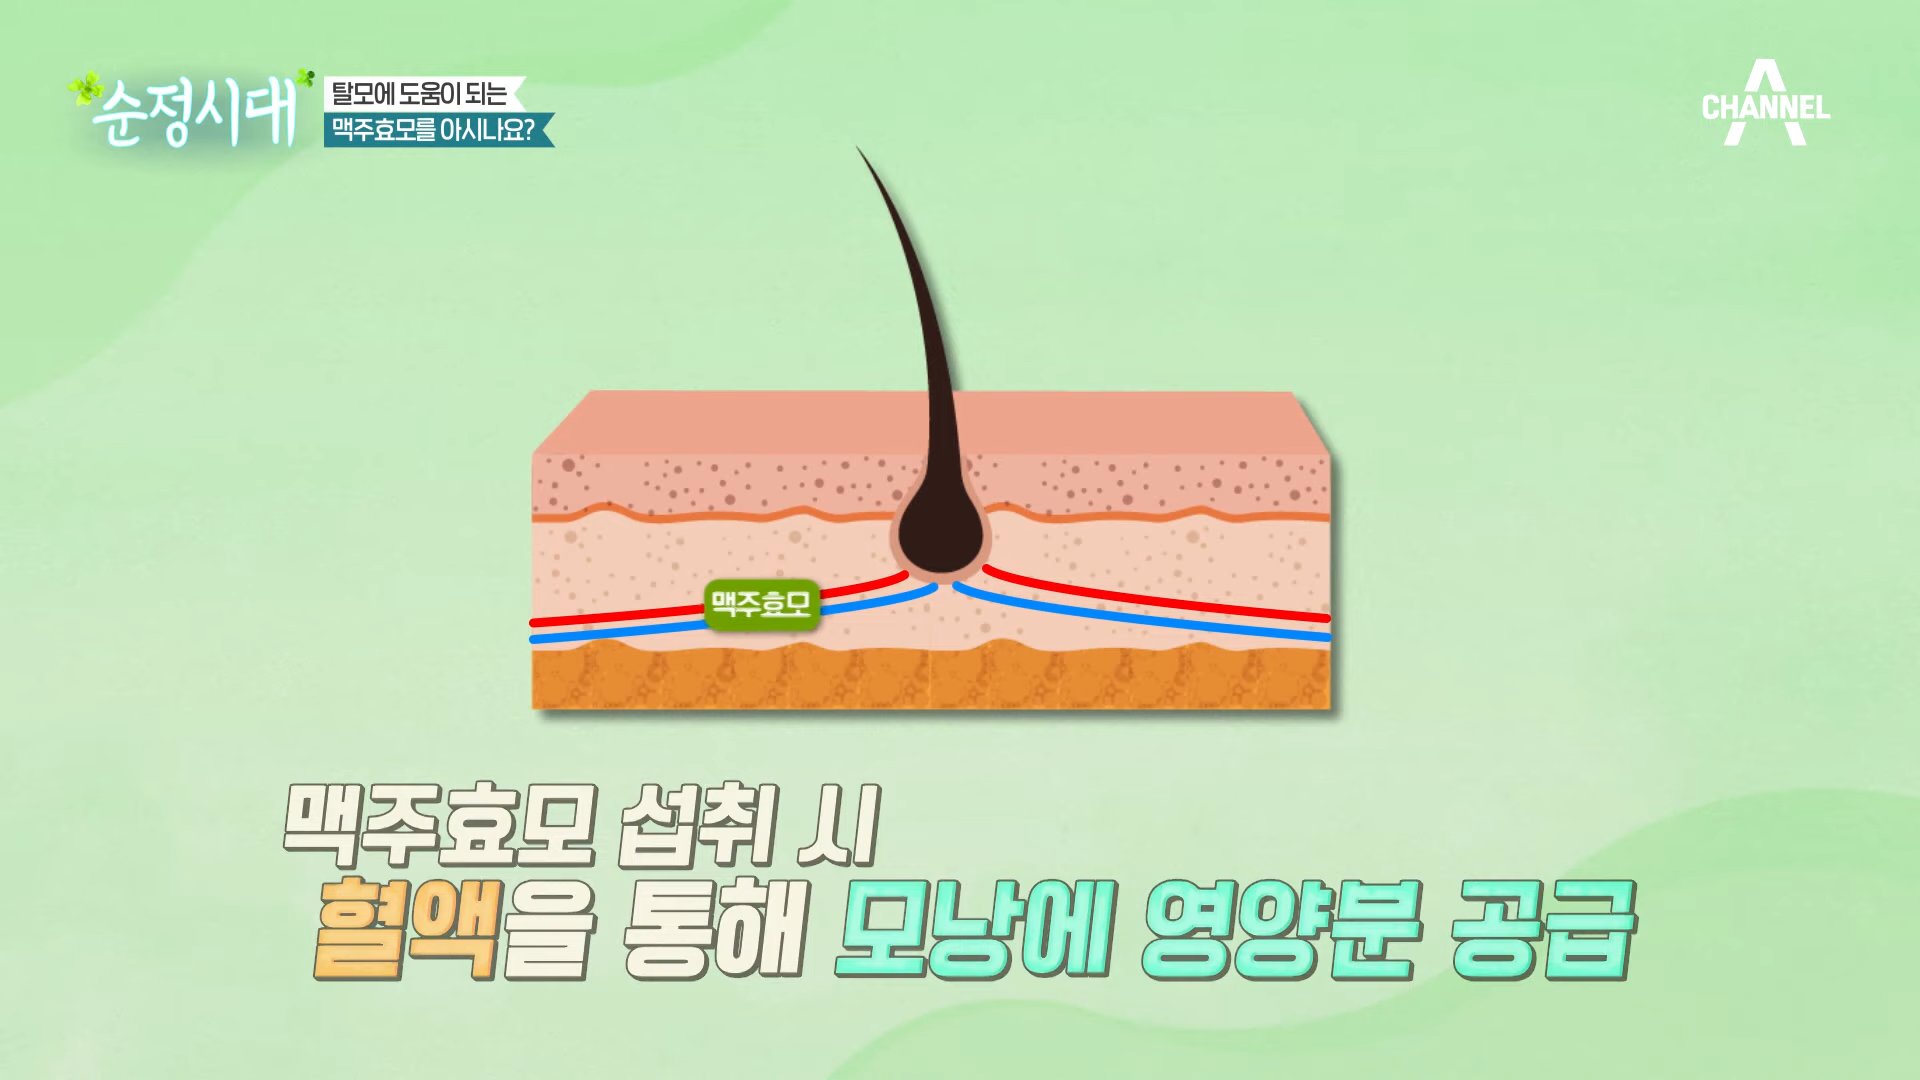 순정시대
탈모에 도움이 되는
맥주효모를 아시나요?
CHANNEL A
맥주효모
맥주효모 섭취 시
혈액을 통해 모낭에 영양분 공급